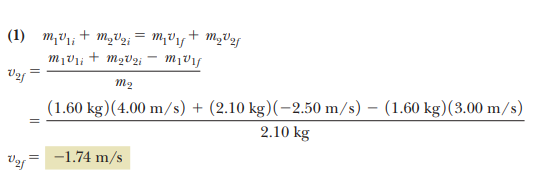 (1) m₁v₁ᵢ + m₂v₂ᵢ = m₁v₁f + m₂v₂f
v₂f = (m₁v₁ᵢ + m₂v₂ᵢ − m₁v₁f) / m₂
= ((1.60 kg)(4.00 m/s) + (2.10 kg)(−2.50 m/s) − (1.60 kg)(3.00 m/s)) / 2.10 kg
v₂f = −1.74 m/s